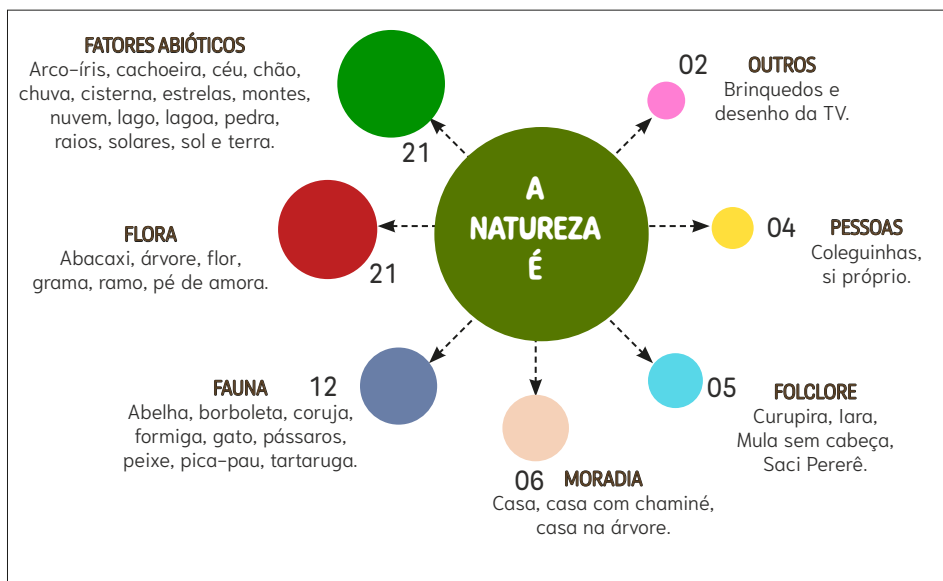 FATORES ABIÓTICOS
Arco-íris, cachoeira, céu, chão,
chuva, cisterna, estrelas, montes,
nuvem, lago, lagoa, pedra,
raios, solares, sol e terra.
21
02
OUTROS
Brinquedos e
desenho da TV.
A
NATUREZA
É
FLORA
Abacaxi, árvore, flor,
grama, ramo, pé de amora.
21
04
PESSOAS
Coleguinhas,
si próprio.
FAUNA
12
Abelha, borboleta, coruja,
formiga, gato, pássaros,
peixe, pica-pau, tartaruga.
06
MORADIA
Casa, casa com chaminé,
casa na árvore.
05
FOLCLORE
Curupira, Iara,
Mula sem cabeça,
Saci Pererê.